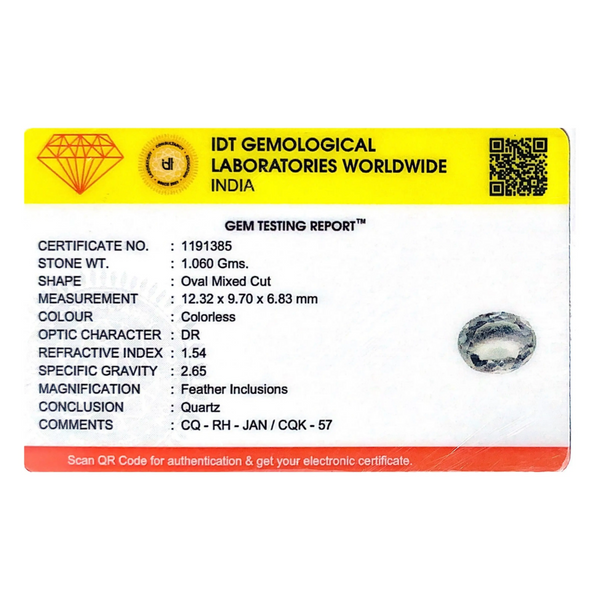 IDT GEMOLOGICAL
LABORATORIES WORLDWIDE
INDIA
GEM TESTING REPORT™
CERTIFICATE NO. : 1191385
STONE WT. : 1.060 Gms.
SHAPE : Oval Mixed Cut
MEASUREMENT : 12.32 x 9.70 x 6.83 mm
COLOUR : Colorless
OPTIC CHARACTER : DR
REFRACTIVE INDEX : 1.54
SPECIFIC GRAVITY : 2.65
MAGNIFICATION : Feather Inclusions
CONCLUSION : Quartz
COMMENTS : CQ - RH - JAN / CQK - 57
Scan QR Code for authentication & get your electronic certificate.